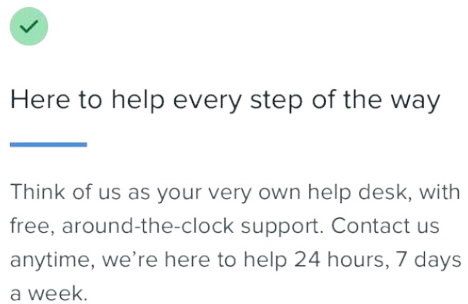 Here to help every step of the way
Think of us as your very own help desk, with
free, around-the-clock support. Contact us
anytime, we’re here to help 24 hours, 7 days
a week.